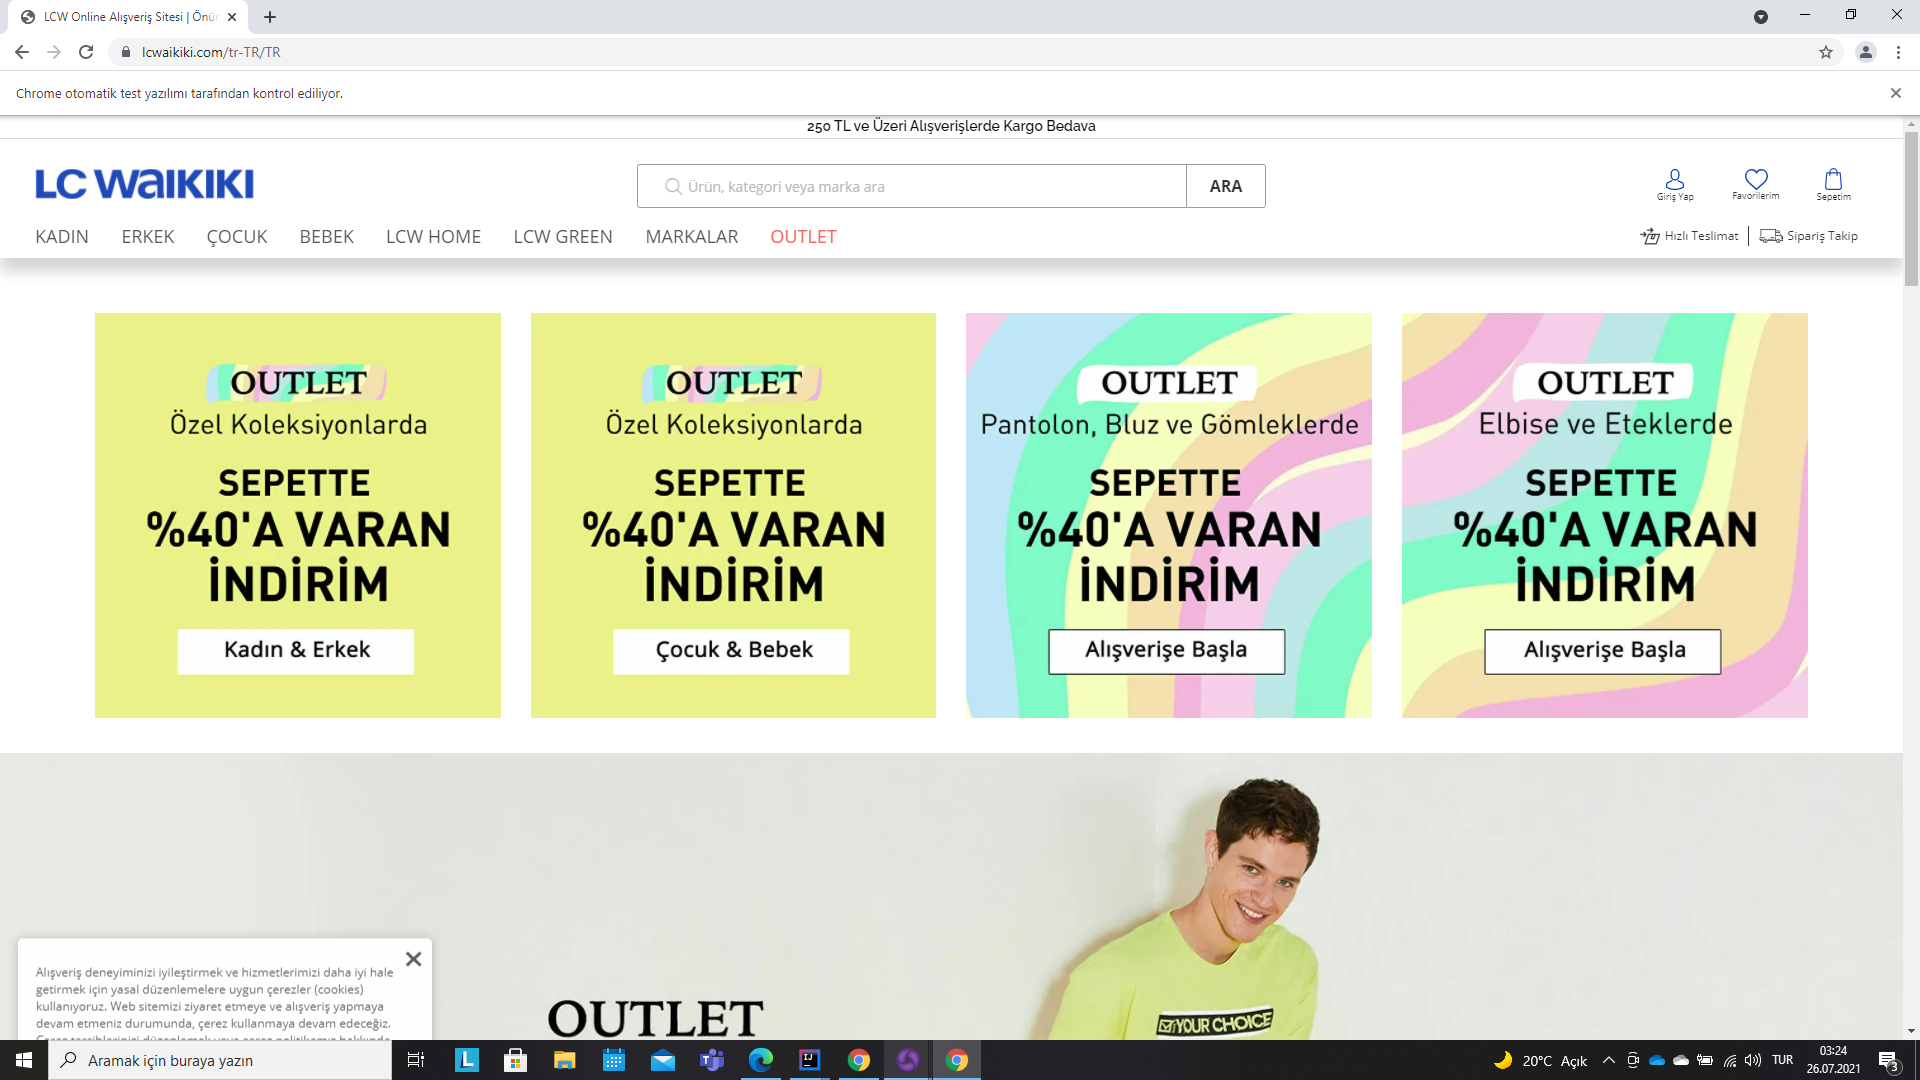 LCW Online Alışveriş Sitesi | Önü
lcwaikiki.com/tr-TR/TR
Chrome otomatik test yazılımı tarafından kontrol ediliyor.
250 TL ve Üzeri Alışverişlerde Kargo Bedava
LC WAIKIKI
Ürün, kategori veya marka ara
ARA
Giriş Yap
Favorilerim
Sepetim
KADIN ERKEK ÇOCUK BEBEK LCW HOME LCW GREEN MARKALAR OUTLET
Hızlı Teslimat
Sipariş Takip
OUTLET
Özel Koleksiyonlarda
SEPETTE
%40'A VARAN
İNDİRİM
Kadın & Erkek
OUTLET
Özel Koleksiyonlarda
SEPETTE
%40'A VARAN
İNDİRİM
Çocuk & Bebek
OUTLET
Pantolon, Bluz ve Gömleklerde
SEPETTE
%40'A VARAN
İNDİRİM
Alışverişe Başla
OUTLET
Elbise ve Eteklerde
SEPETTE
%40'A VARAN
İNDİRİM
Alışverişe Başla
OUTLET
YOUR CHOICE
Alışveriş deneyiminizi iyileştirmek ve hizmetlerimizi daha iyi hale
getirmek için yasal düzenlemelere uygun çerezler (cookies)
kullanıyoruz. Web sitemizi ziyaret etmeye ve alışveriş yapmaya
devam etmeniz durumunda, çerez kullanmaya devam edeceğiz.
Aramak için buraya yazın
20°C Açık
TUR
03:24
26.07.2021
3